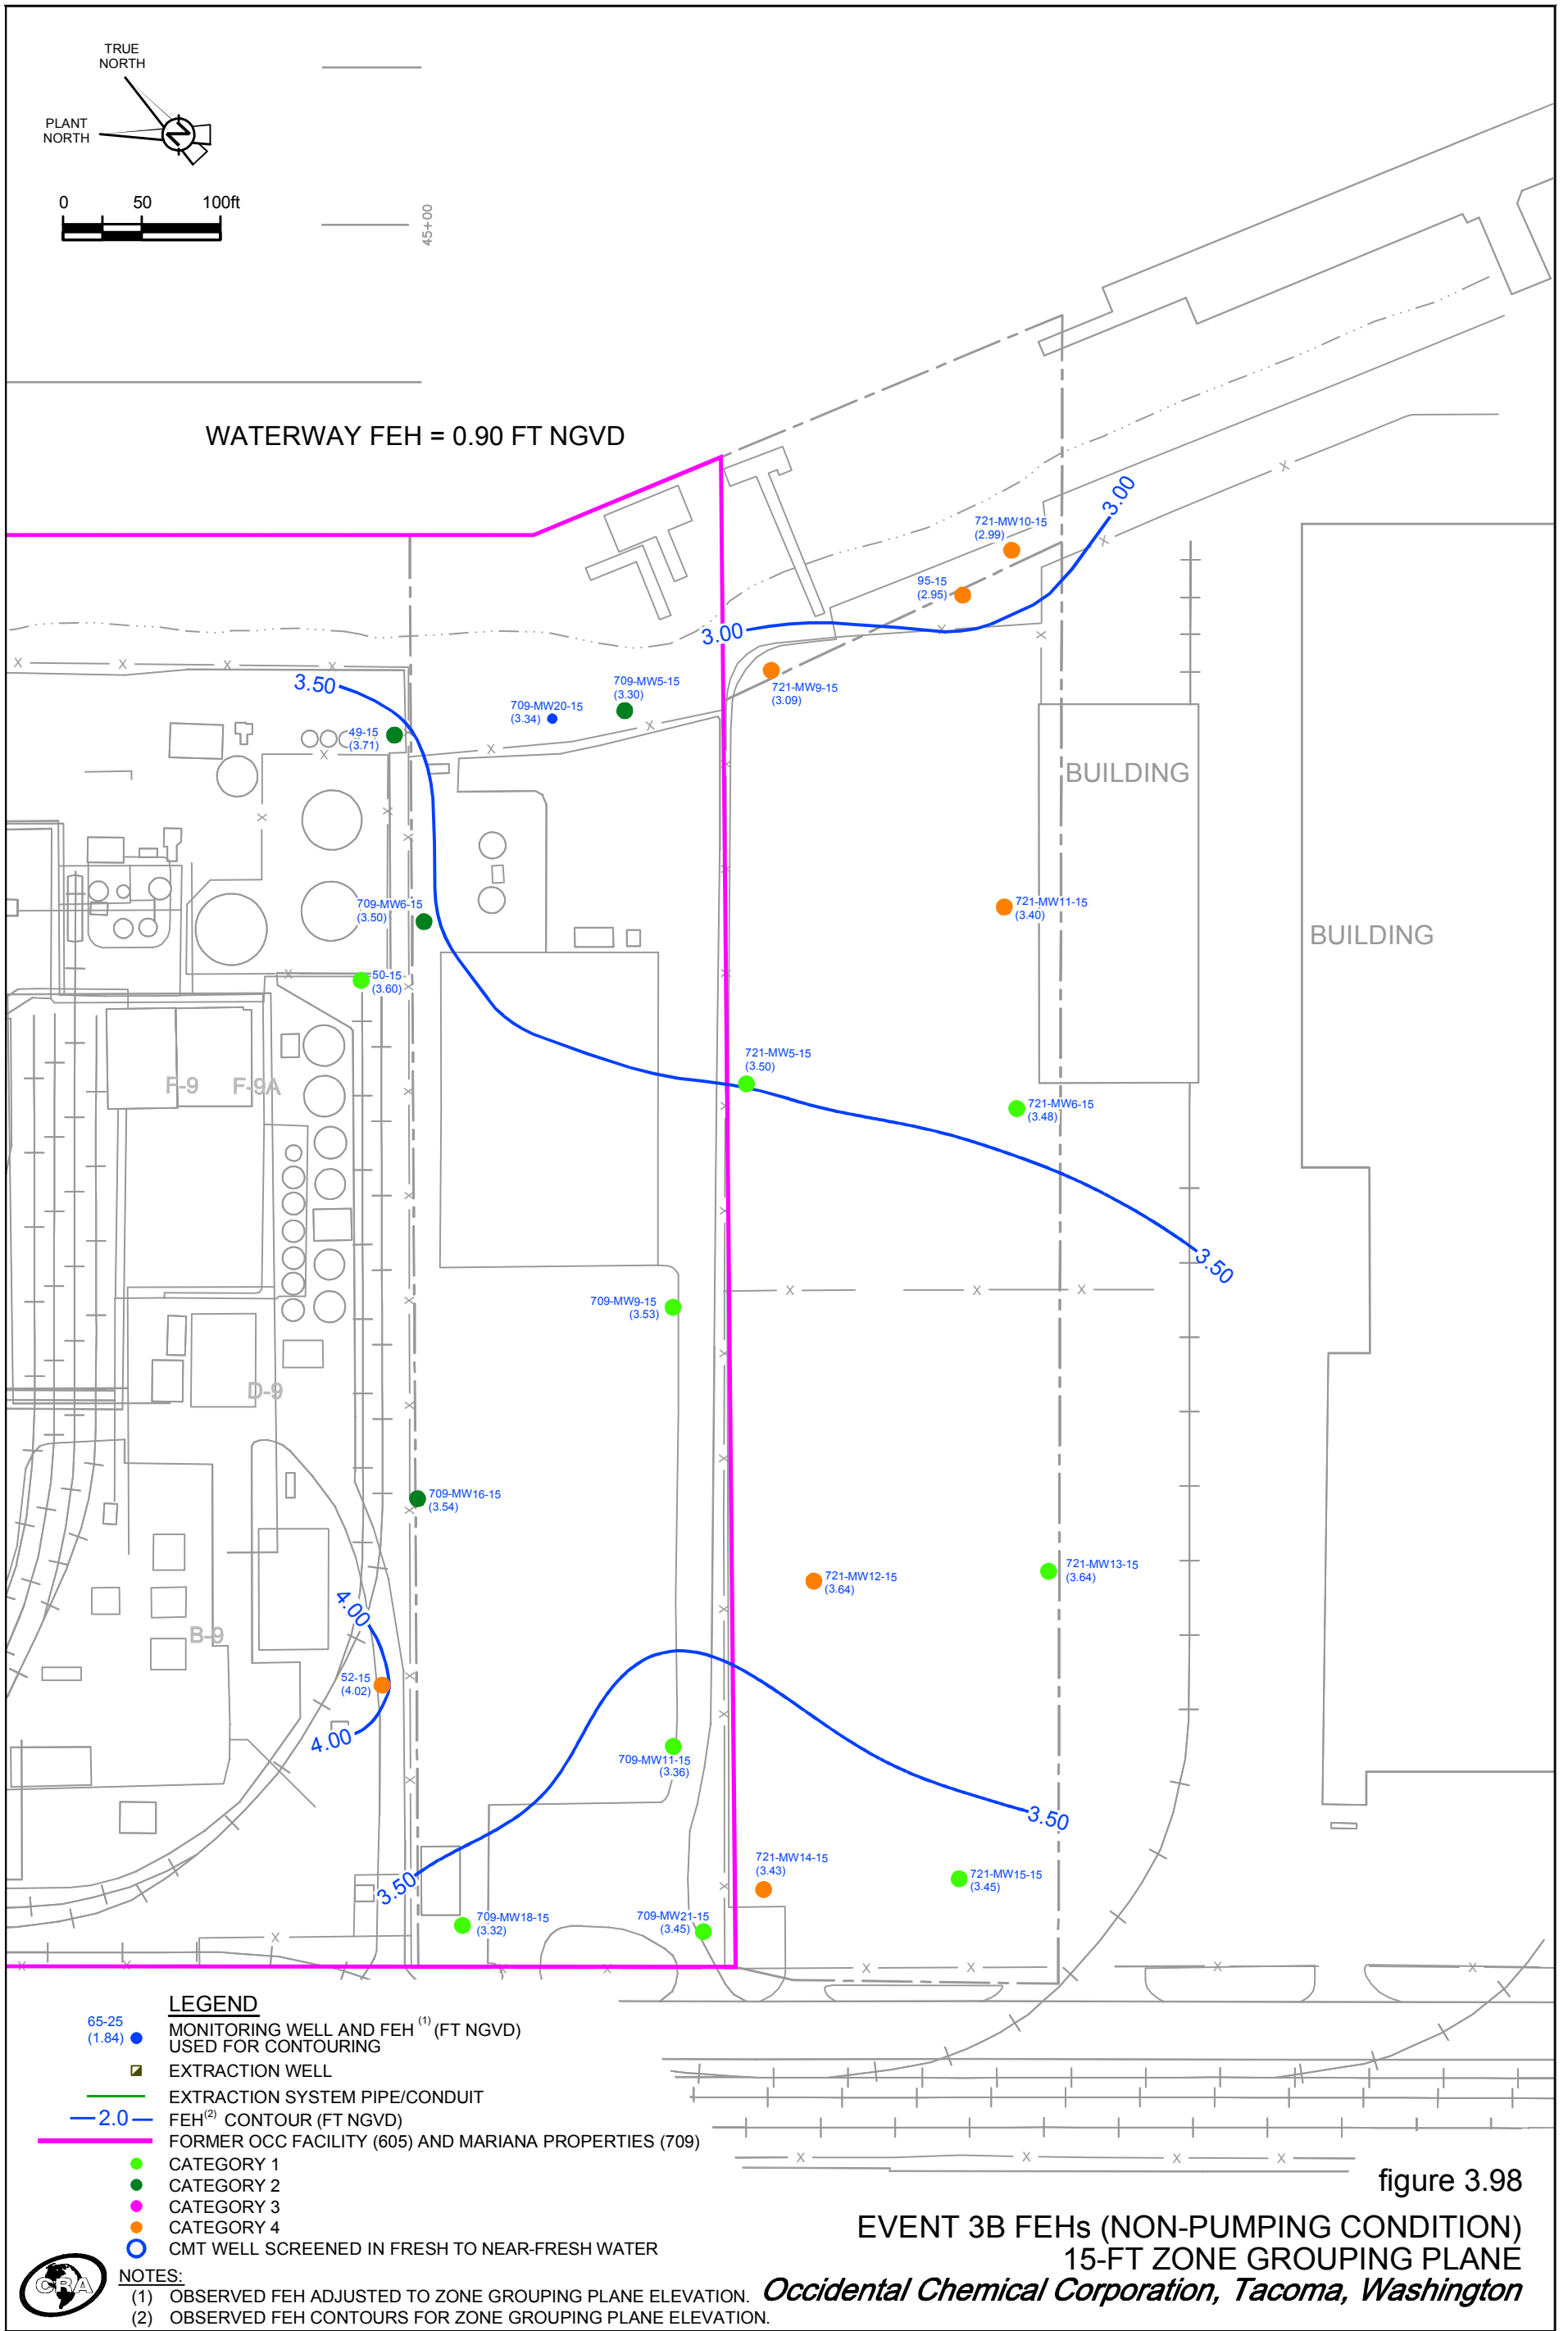 TRUE
NORTH
PLANT
NORTH
0 50 100ft
45+00
WATERWAY FEH = 0.90 FT NGVD
3.00
721-MW10-15
(2.99)
95-15
(2.95)
3.00
721-MW9-15
(3.09)
709-MW5-15
(3.30)
709-MW20-15
(3.34)
3.50
49-15
(3.71)
BUILDING
BUILDING
709-MW6-15
(3.50)
721-MW11-15
(3.40)
50-15
(3.60)
F-9
F-9A
721-MW5-15
(3.50)
721-MW6-15
(3.48)
3.50
709-MW9-15
(3.53)
D-9
709-MW16-15
(3.54)
721-MW12-15
(3.64)
721-MW13-15
(3.64)
4.00
B-9
52-15
(4.02)
4.00
709-MW11-15
(3.36)
3.50
3.50
721-MW14-15
(3.43)
721-MW15-15
(3.45)
709-MW18-15
(3.32)
709-MW21-15
(3.45)
LEGEND
65-25
(1.84)
MONITORING WELL AND FEH (1) (FT NGVD)
USED FOR CONTOURING
EXTRACTION WELL
EXTRACTION SYSTEM PIPE/CONDUIT
2.0
FEH(2) CONTOUR (FT NGVD)
FORMER OCC FACILITY (605) AND MARIANA PROPERTIES (709)
CATEGORY 1
CATEGORY 2
CATEGORY 3
CATEGORY 4
CMT WELL SCREENED IN FRESH TO NEAR-FRESH WATER
CRA
NOTES:
(1) OBSERVED FEH ADJUSTED TO ZONE GROUPING PLANE ELEVATION.
(2) OBSERVED FEH CONTOURS FOR ZONE GROUPING PLANE ELEVATION.
figure 3.98
EVENT 3B FEHs (NON-PUMPING CONDITION)
15-FT ZONE GROUPING PLANE
Occidental Chemical Corporation, Tacoma, Washington